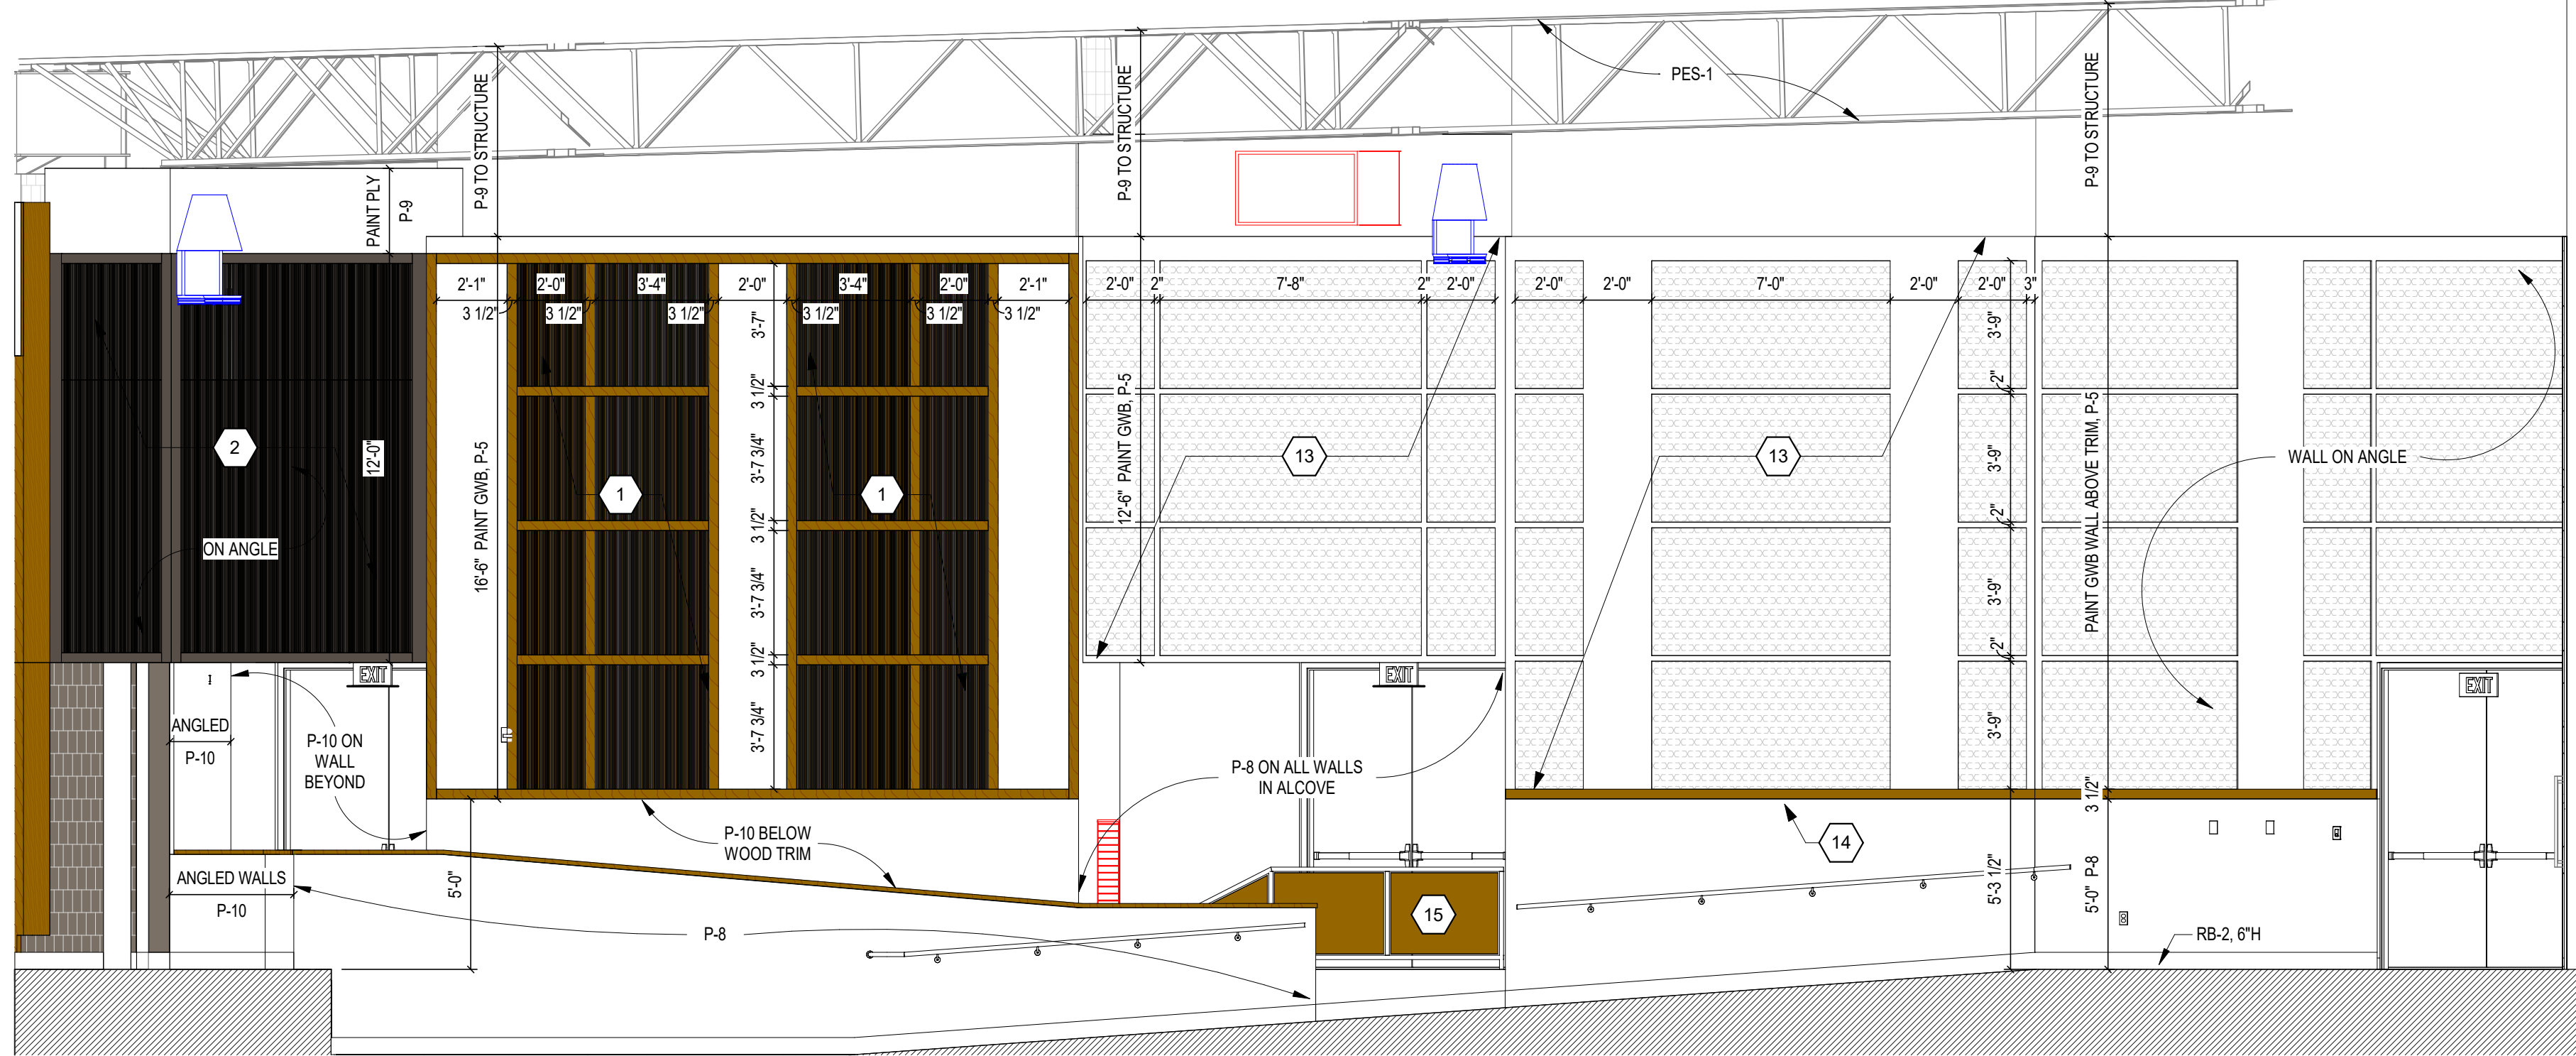 PES-1
P-9 TO STRUCTURE
P-9 TO STRUCTURE
P-9 TO STRUCTURE
PAINT PLY
P-9
2'-1"
2'-0"
3'-4"
2'-0"
3'-4"
2'-0"
2'-1"
3 1/2"
3 1/2"
3 1/2"
3 1/2"
3 1/2"
3 1/2"
2'-0"
2"
7'-8"
2"
2'-0"
2'-0"
2'-0"
7'-0"
2'-0"
2'-0"
3"
3'-7"
3 1/2"
3'-7 3/4"
3 1/2"
3'-7 3/4"
3 1/2"
3'-7 3/4"
3'-9"
2"
3'-9"
2"
3'-9"
2"
3'-9"
2
12'-0"
ON ANGLE
16'-6" PAINT GWB, P-5
1
1
12'-6" PAINT GWB, P-5
13
13
PAINT GWB WALL ABOVE TRIM, P-5
WALL ON ANGLE
EXIT
EXIT
EXIT
ANGLED
P-10
P-10 ON
WALL
BEYOND
P-8 ON ALL WALLS
IN ALCOVE
P-10 BELOW
WOOD TRIM
14
3 1/2"
5'-0"
ANGLED WALLS
P-10
P-8
15
5'-3 1/2"
5'-0" P-8
RB-2, 6"H